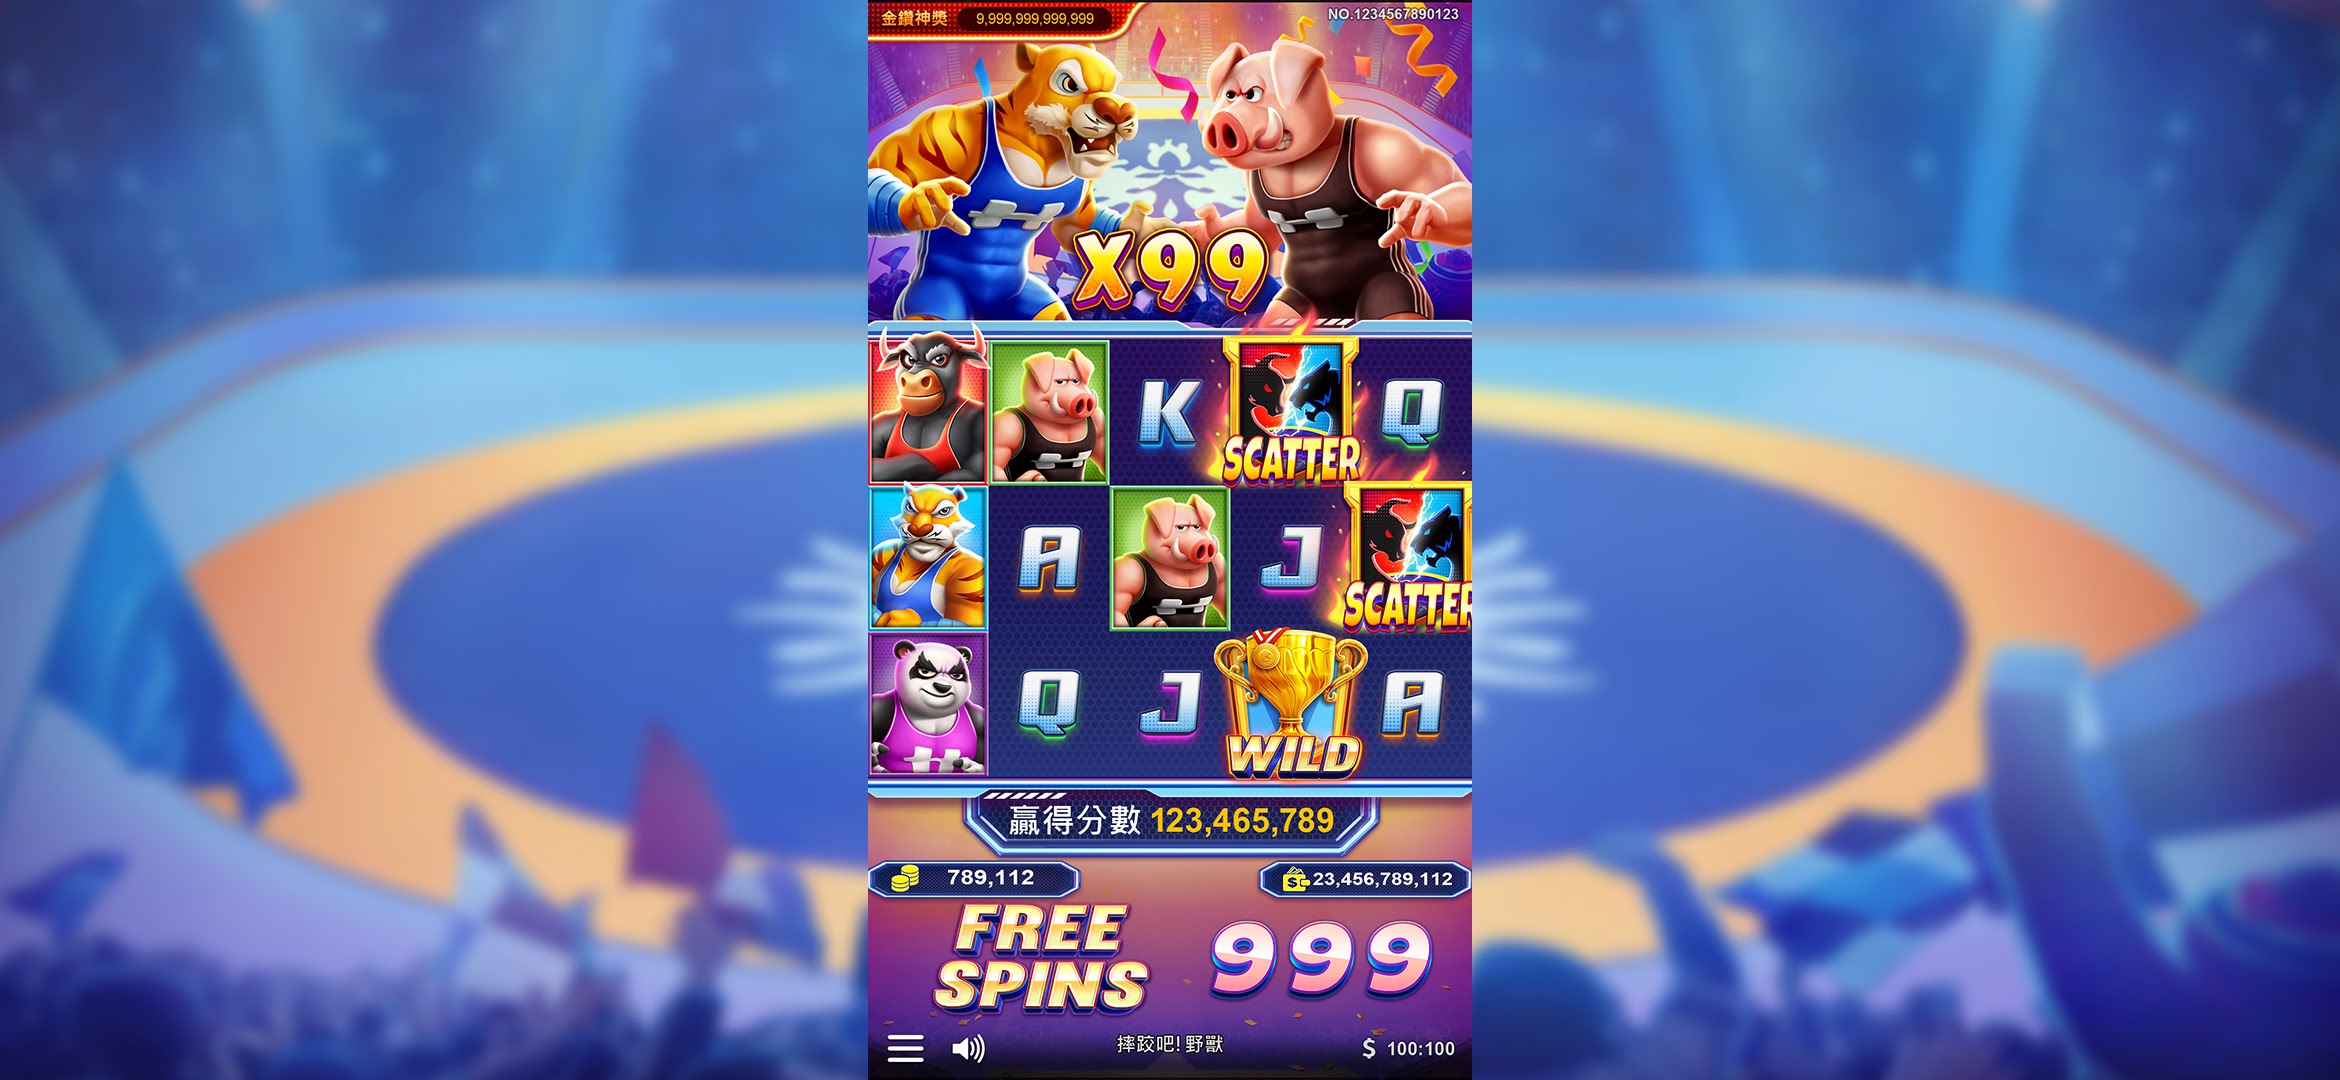 金鑽神獎 9,999,999,999,999
NO.1234567890123
X99
K
SCATTER
Q
A
J
SCATTER
Q
J
WILD
A
贏得分數 123,465,789
789,112
23,456,789,112
FREE
SPINS
999
摔跤吧! 野獸
$ 100:100